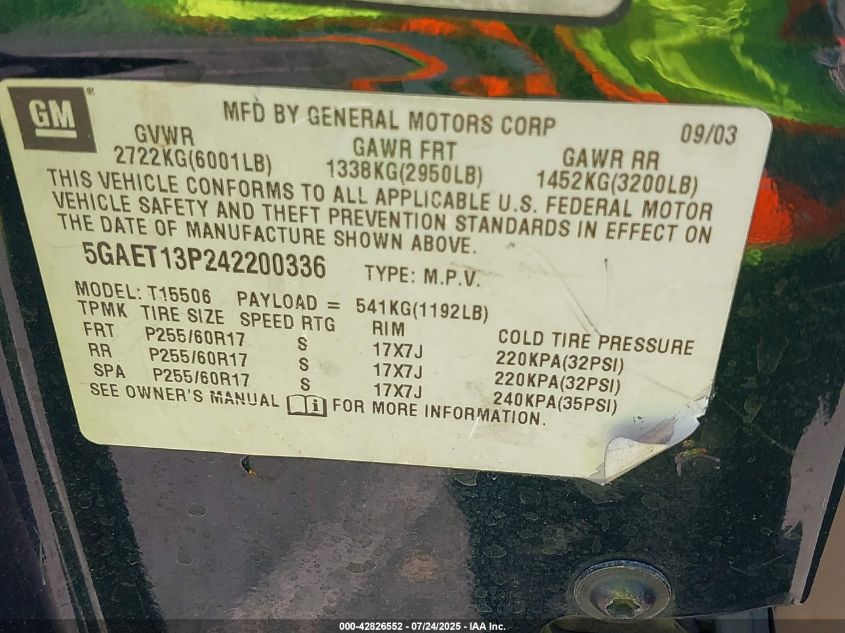 GM®
MFD BY GENERAL MOTORS CORP 09/03
GVWR GAWR FRT GAWR RR
2722KG(6001LB) 1338KG(2950LB) 1452KG(3200LB)
THIS VEHICLE CONFORMS TO ALL APPLICABLE U.S. FEDERAL MOTOR
VEHICLE SAFETY AND THEFT PREVENTION STANDARDS IN EFFECT ON
THE DATE OF MANUFACTURE SHOWN ABOVE.
5GAET13P242200336 TYPE: M.P.V.
MODEL: T15506 PAYLOAD = 541KG(1192LB)
TPMK TIRE SIZE SPEED RTG RIM COLD TIRE PRESSURE
FRT P255/60R17 S 17X7J 220KPA(32PSI)
RR P255/60R17 S 17X7J 220KPA(32PSI)
SPA P255/60R17 S 17X7J 240KPA(35PSI)
SEE OWNER'S MANUAL FOR MORE INFORMATION.
000-42826552 / 07/24/2025 - © IAA Inc.